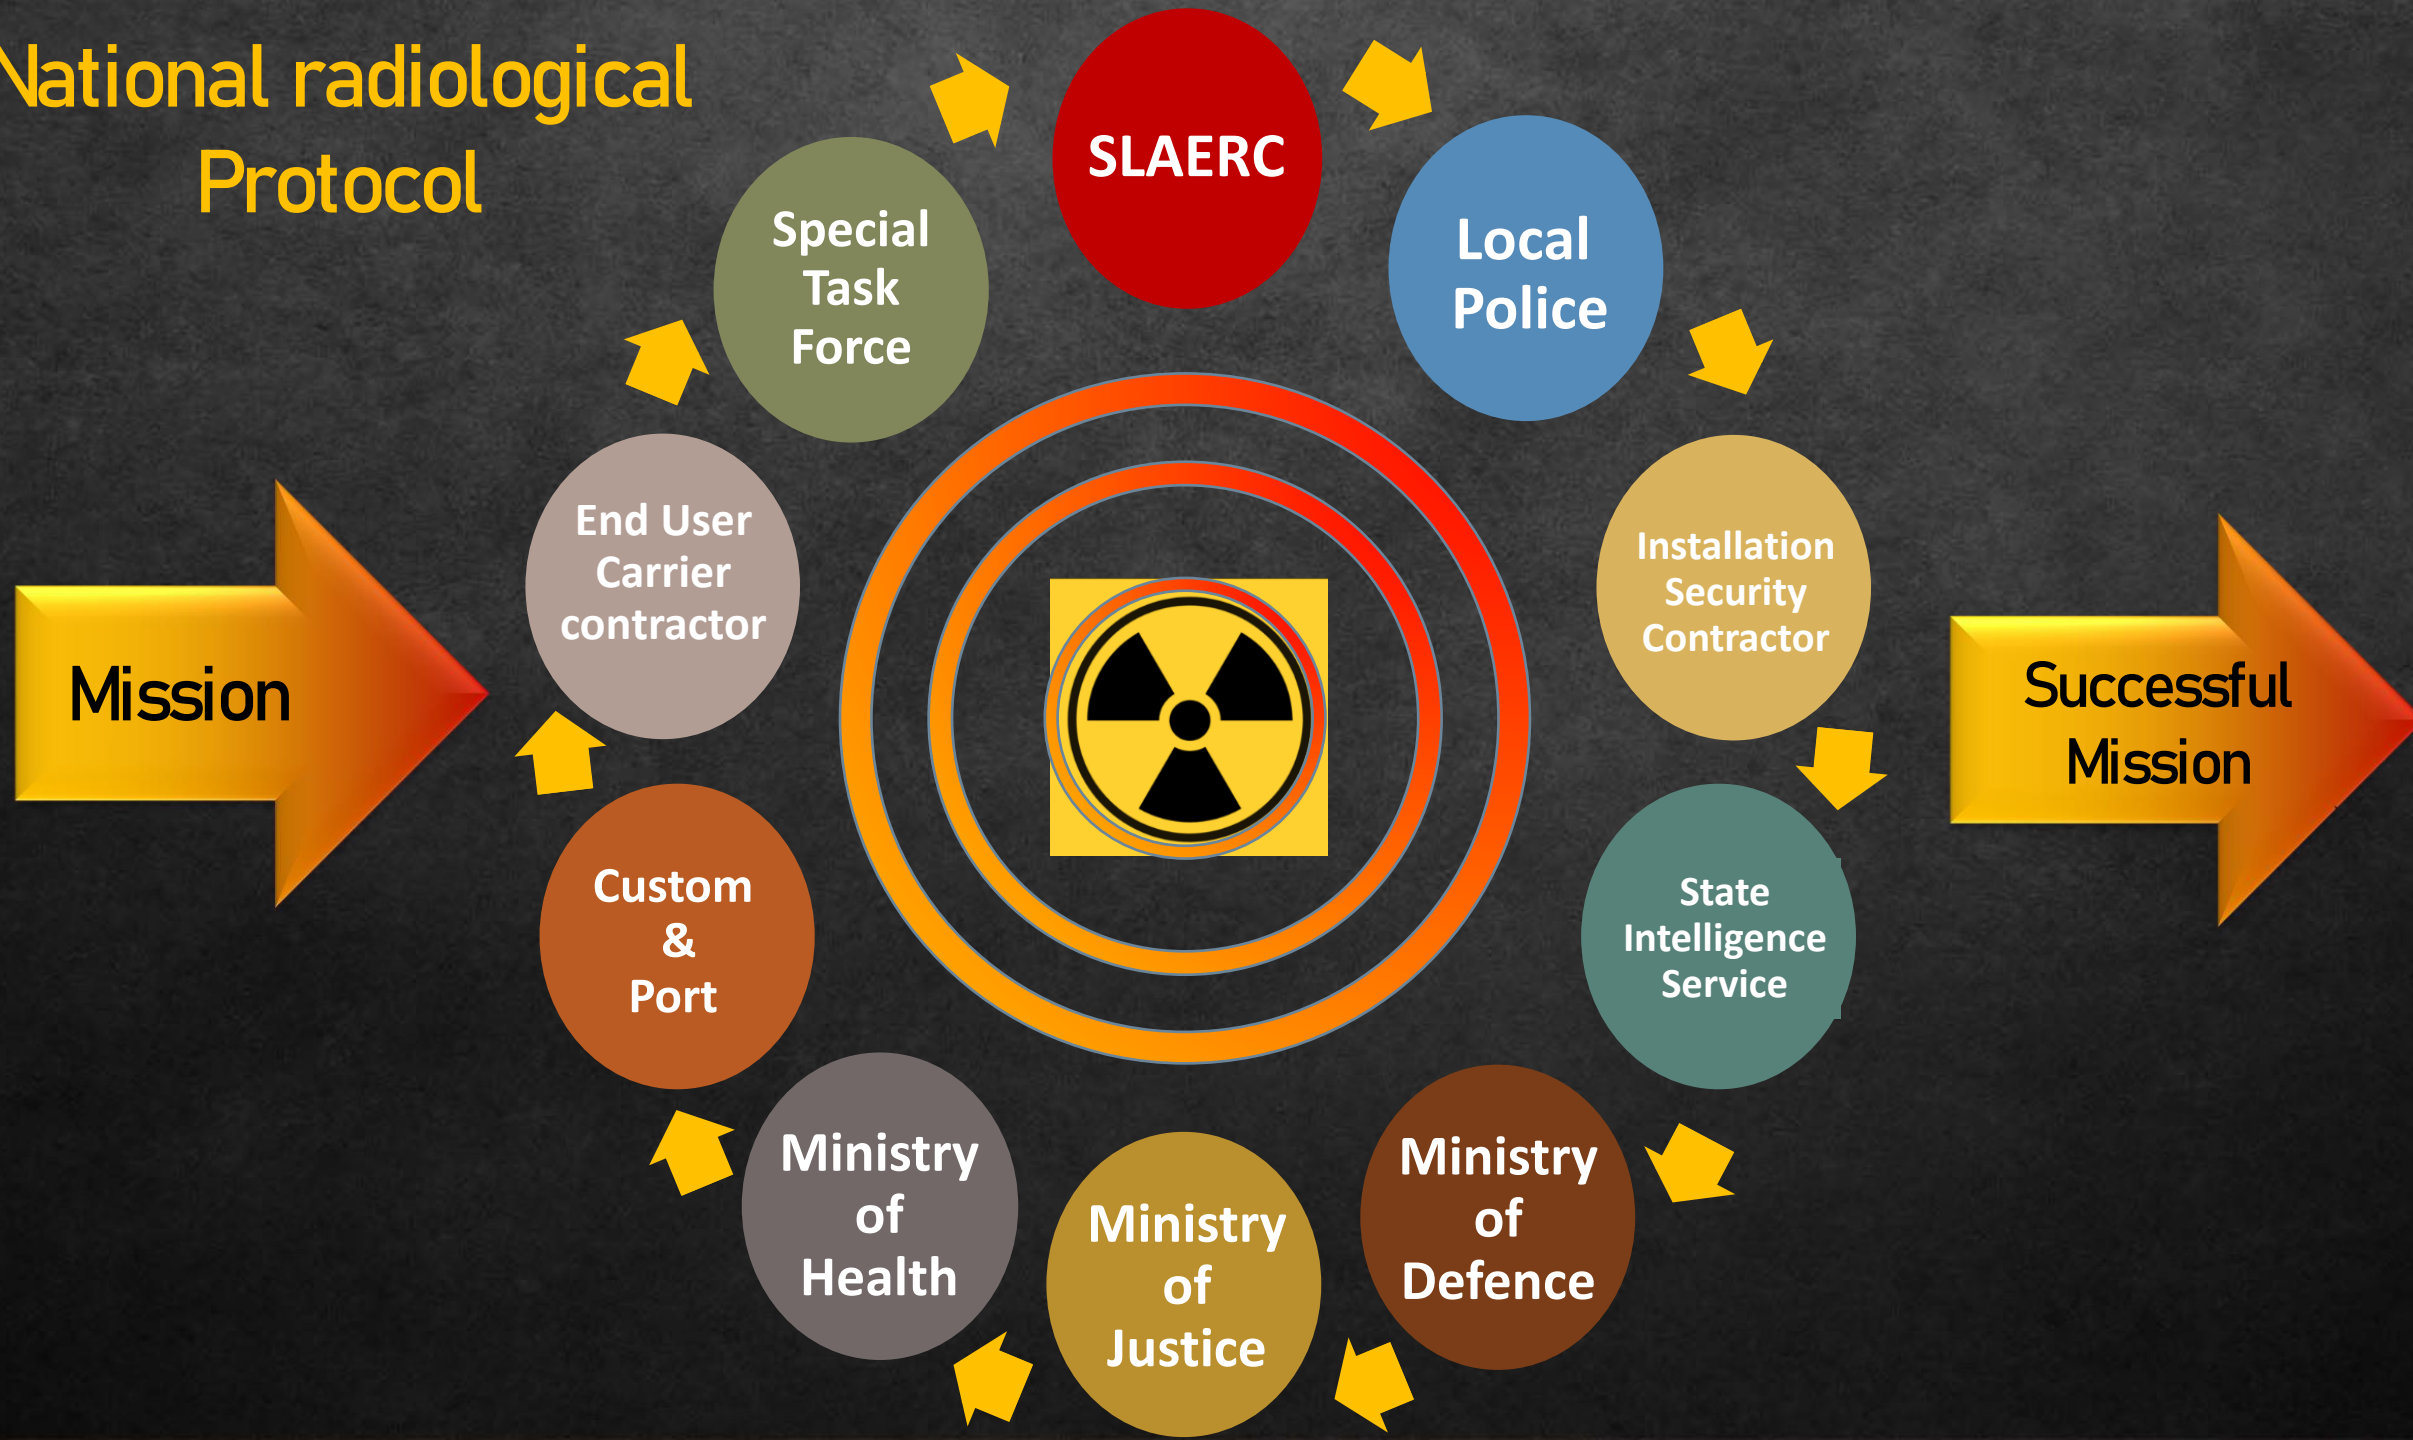 National radiological
Protocol
SLAERC
Local
Police
Installation
Security
Contractor
State
Intelligence
Service
Ministry
of
Defence
Ministry
of
Justice
Ministry
of
Health
Custom
&
Port
End User
Carrier
contractor
Special
Task
Force
Mission
Successful
Mission